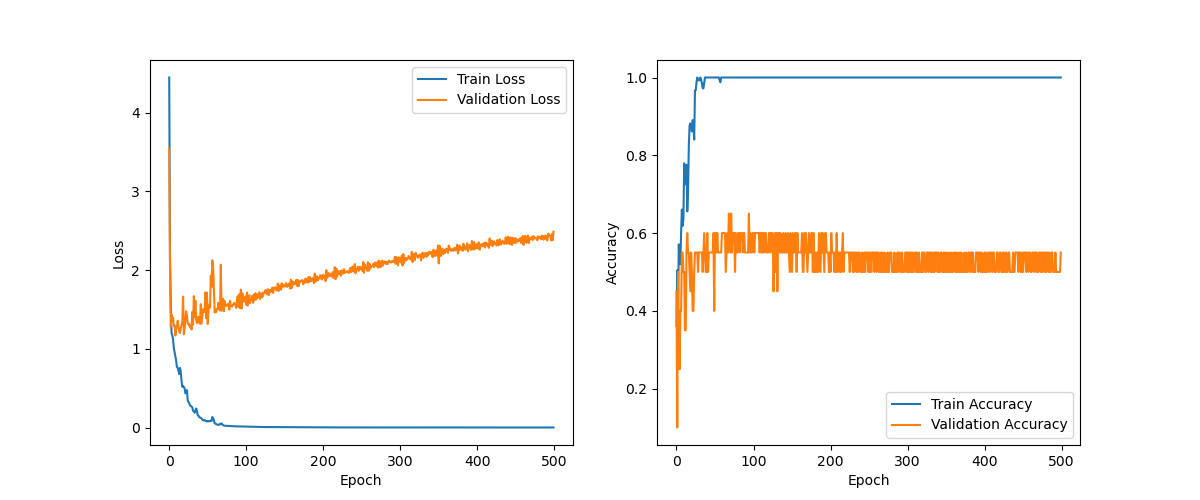 Train Loss
Validation Loss
4
3
2
1
0
Loss
0 100 200 300 400 500
Epoch
1.0
0.8
0.6
0.4
0.2
Accuracy
Train Accuracy
Validation Accuracy
0 100 200 300 400 500
Epoch